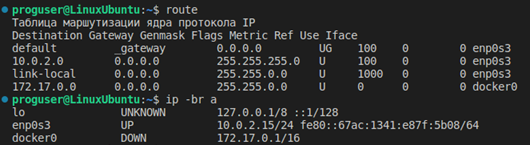 proguser@LinuxUbuntu:~$ route
Таблица маршутизации ядра протокола IP
Destination Gateway Genmask Flags Metric Ref Use Iface
default _gateway 0.0.0.0 UG 100 0 0 enp0s3
10.0.2.0 0.0.0.0 255.255.255.0 U 100 0 0 enp0s3
link-local 0.0.0.0 255.255.0.0 U 1000 0 0 enp0s3
172.17.0.0 0.0.0.0 255.255.0.0 U 0 0 0 docker0
proguser@LinuxUbuntu:~$ ip -br a
lo UNKNOWN 127.0.0.1/8 ::1/128
enp0s3 UP 10.0.2.15/24 fe80::67ac:1341:e87f:5b08/64
docker0 DOWN 172.17.0.1/16